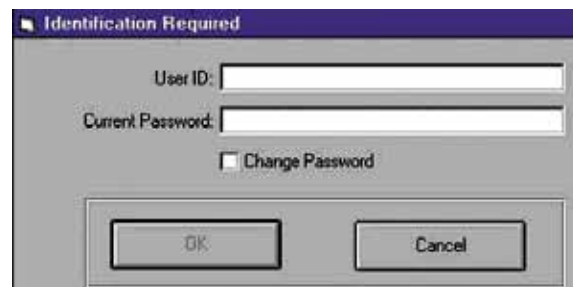 Identification Required
User ID:
Current Password:
Change Password
OK Cancel